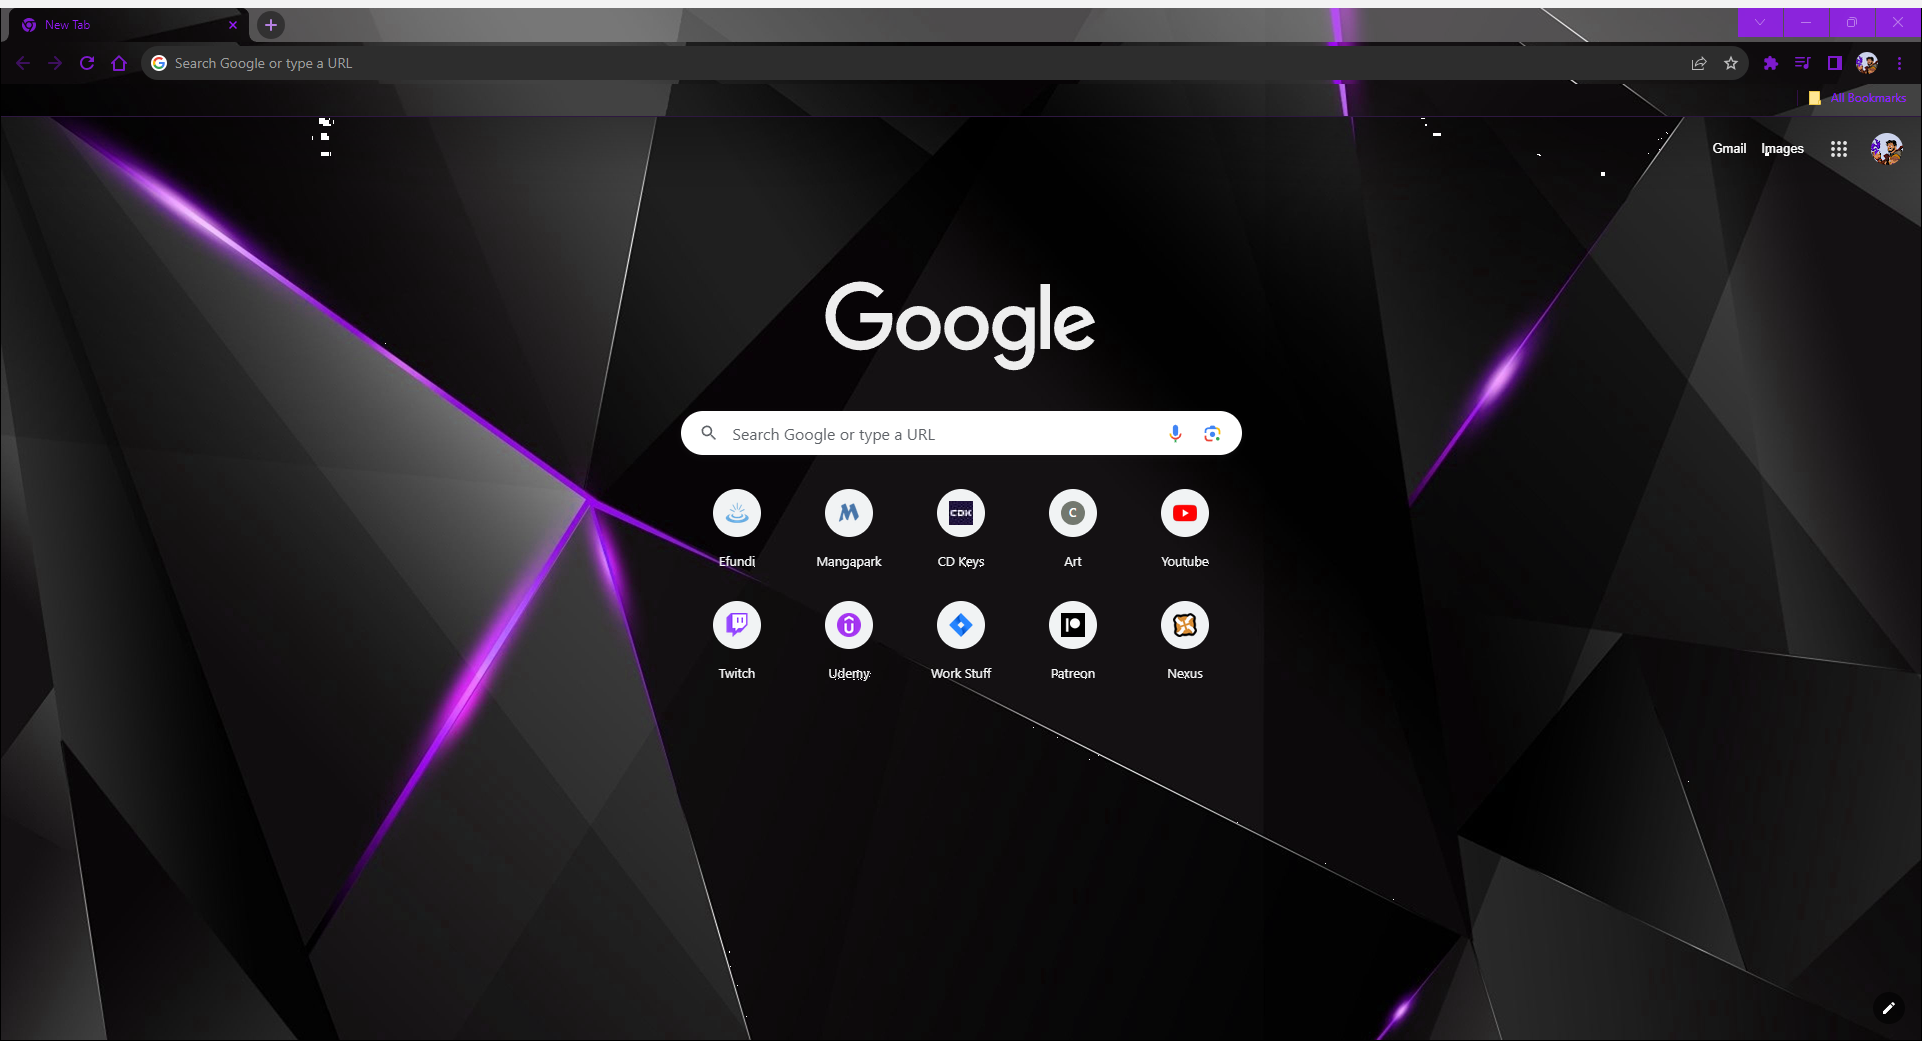 New Tab
Search Google or type a URL
All Bookmarks
Gmail Images
Google
Search Google or type a URL
CDK C
Efundi Mangapark CD Keys Art Youtube
Twitch Udemy Work Stuff Patreon Nexus